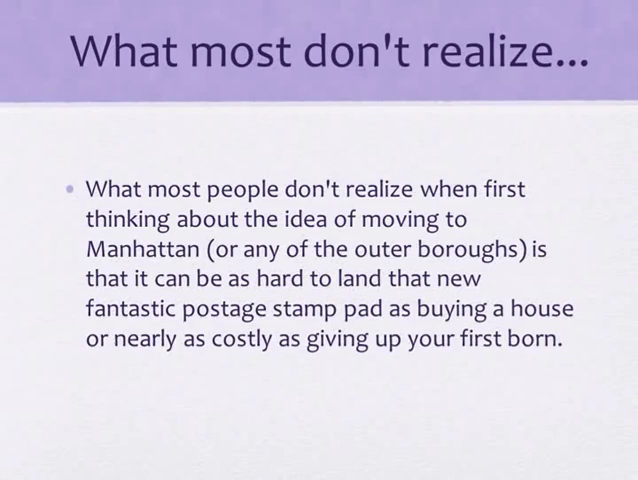 What most don't realize...
What most people don't realize when first
thinking about the idea of moving to
Manhattan (or any of the outer boroughs) is
that it can be as hard to land that new
fantastic postage stamp pad as buying a house
or nearly as costly as giving up your first born.